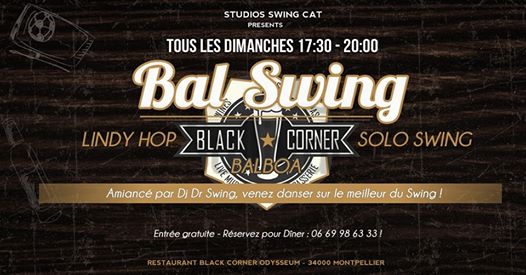 STUDIOS SWING CAT
PRESENTS
TOUS LES DIMANCHES 17:30 - 20:00
Bal Swing
LINDY HOP BLACK ★ CORNER SOLO SWING
BALBOA
Amiancé par Dj Dr Swing, venez danser sur le meilleur du Swing !
Entrée gratuite - Réservez pour Dîner : 06 69 98 63 33 !
RESTAURANT BLACK CORNER ODYSSEUM - 34000 MONTPELLIER